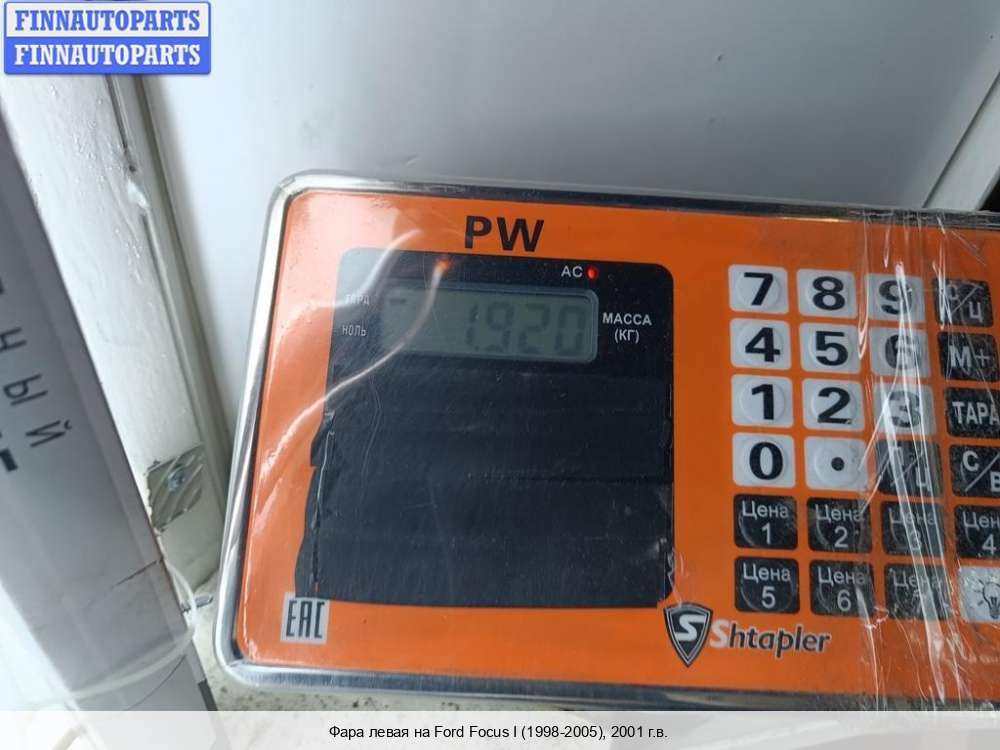 FINNAUTOPARTS
FINNAUTOPARTS
НЫЙ
PW
AC
ТАРА
НОЛЬ
1.920
МАССА
(КГ)
7 8 9
4 5 6 М+
1 2 3 ТАРА
0 . С/В
Цена 1 Цена 2 Цена 3 Цена 4
Цена 5 Цена 6 Цена
EAC
S Shtapler
Фара левая на Ford Focus I (1998-2005), 2001 г.в.